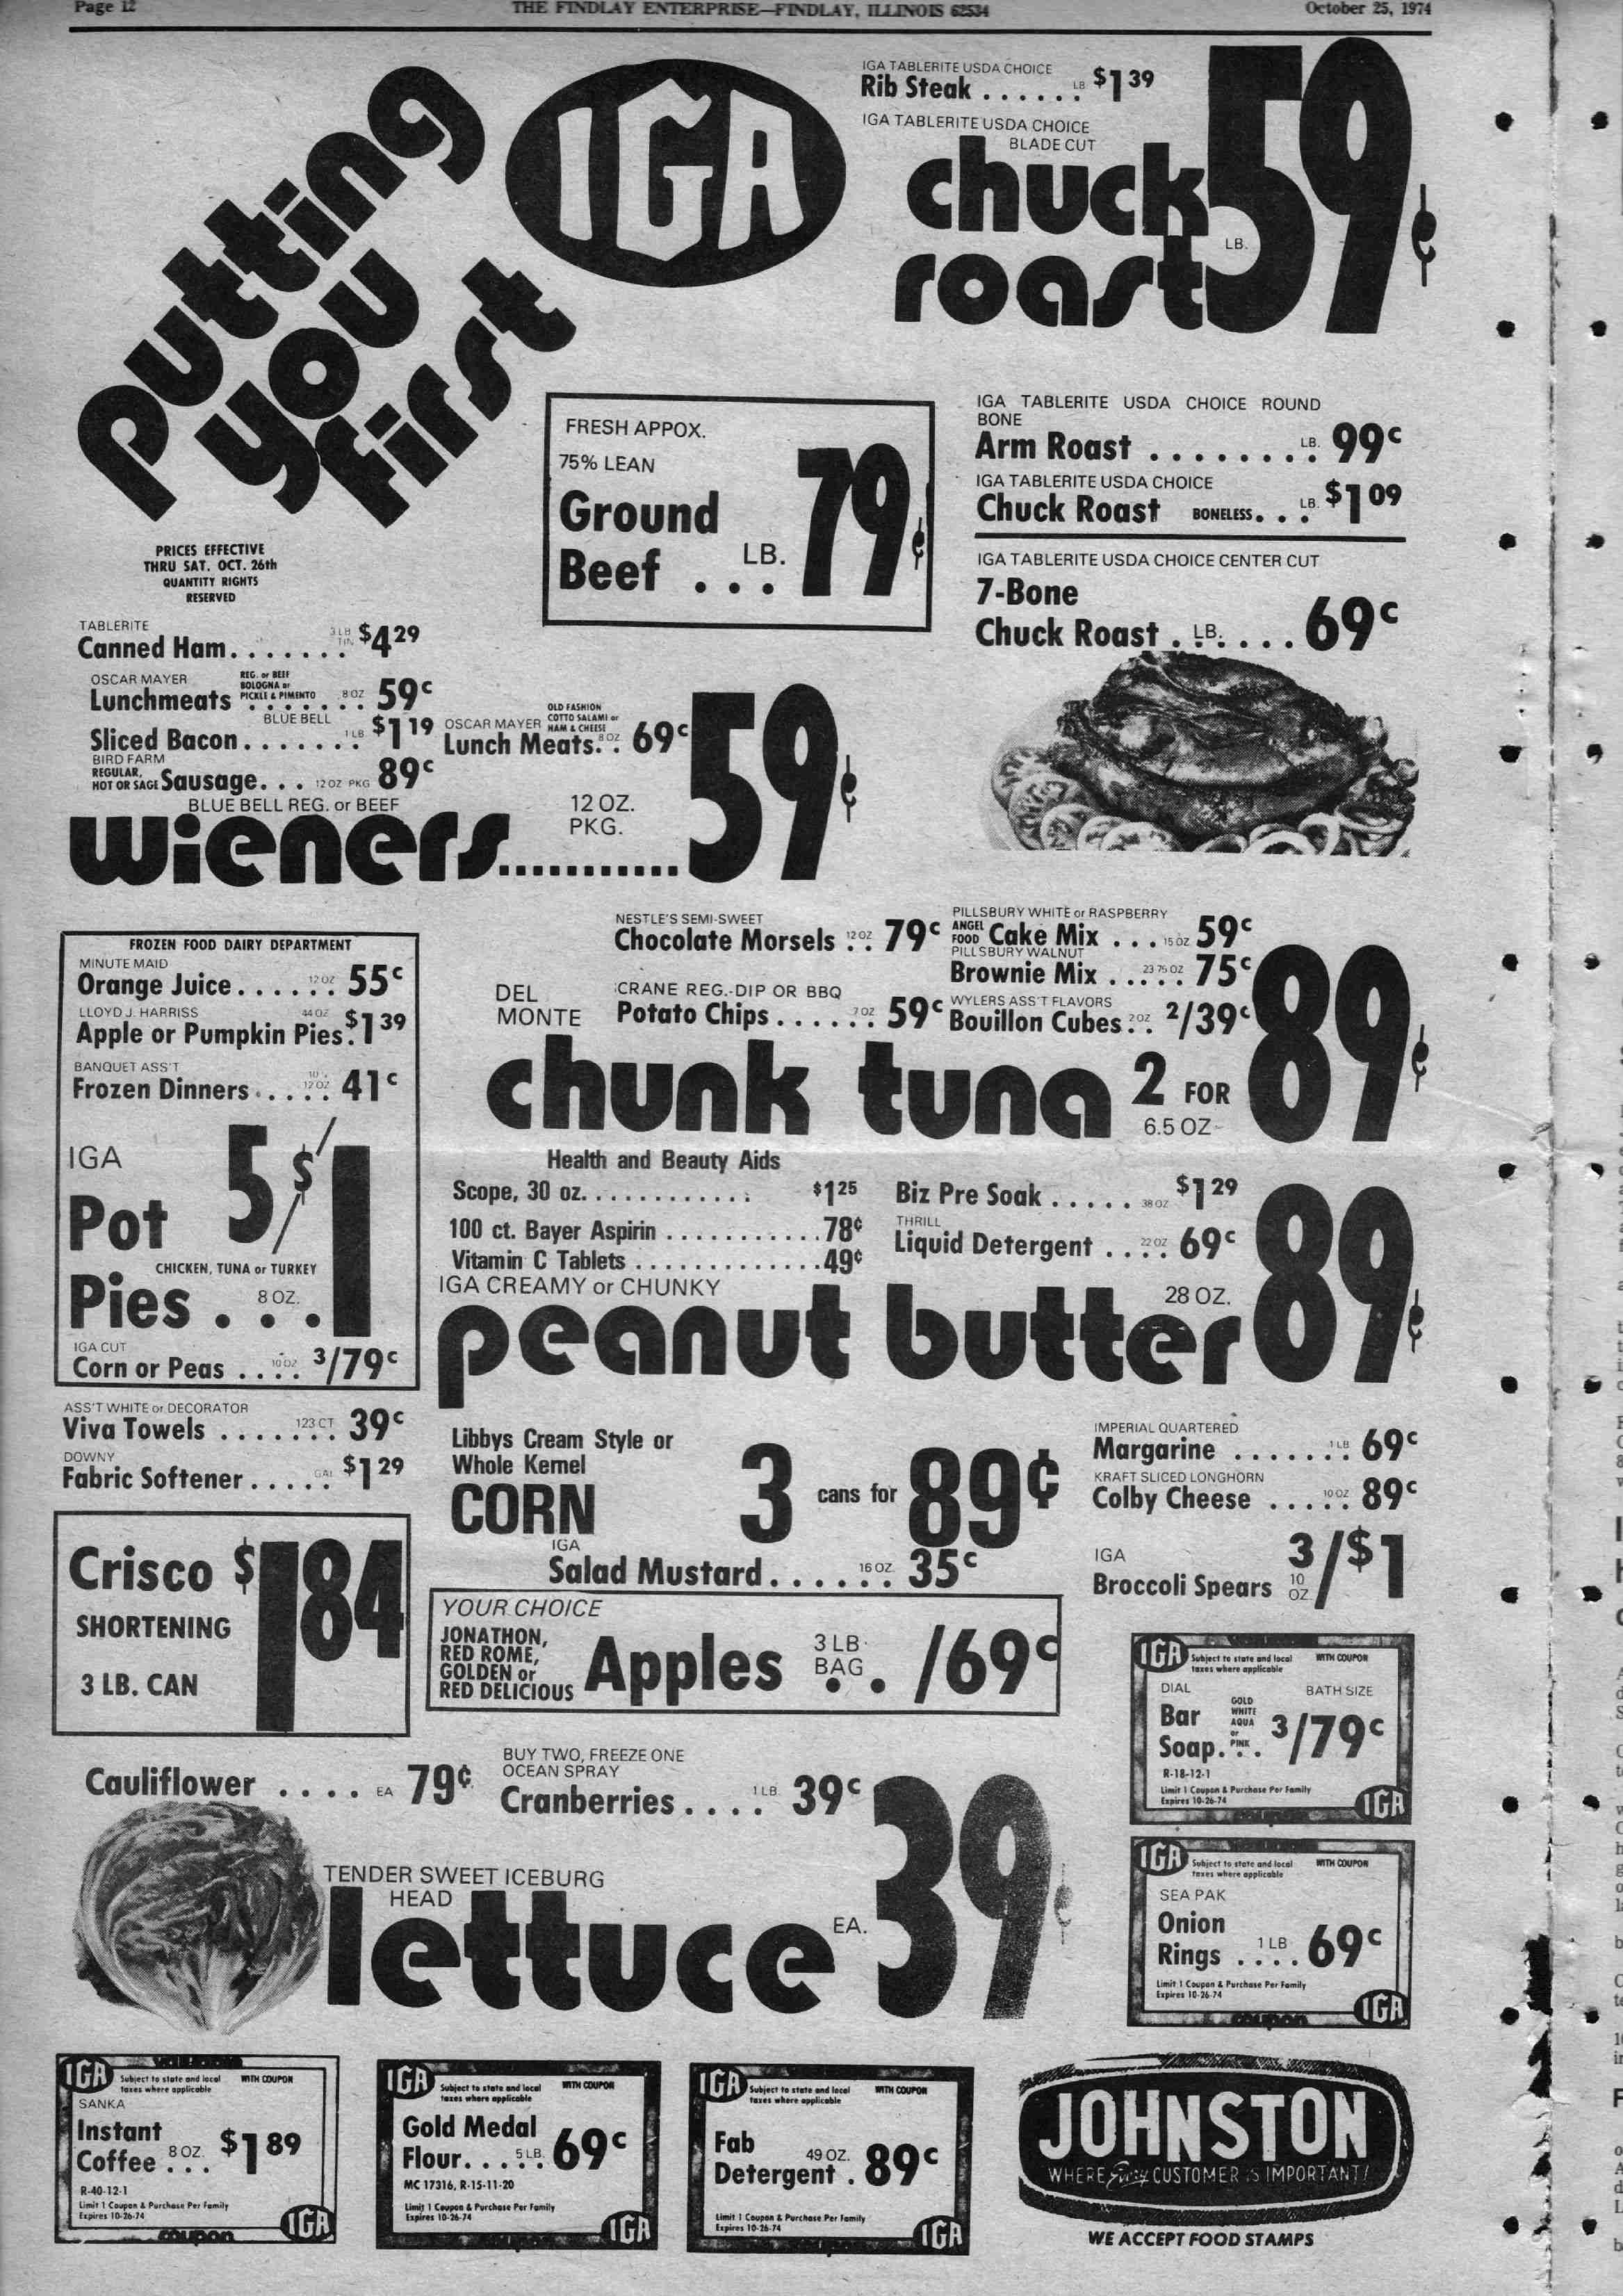 Page 12
THE FINDLAY ENTERPRISE—FINDLAY, ILLINOIS 62534
October 25, 1974
putting
you
first
IGA
IGA TABLERITE USDA CHOICE
Rib Steak . . . . . . LB $1 39
IGA TABLERITE USDA CHOICE
BLADE CUT
chuck
roast
LB.
59¢
FRESH APPOX.
75% LEAN
Ground
Beef . . . LB. 79¢
IGA TABLERITE USDA CHOICE ROUND
BONE
Arm Roast . . . . . . . . LB. 99c
IGA TABLERITE USDA CHOICE
Chuck Roast BONELESS. . . LB. $1 09
IGA TABLERITE USDA CHOICE CENTER CUT
7-Bone
Chuck Roast . LB. . . . . 69c
PRICES EFFECTIVE
THRU SAT. OCT. 26th
QUANTITY RIGHTS
RESERVED
TABLERITE
Canned Ham. . . . . . . 3 LB TIN $4 29
OSCAR MAYER
Lunchmeats
REG. or BEEF
BOLOGNA or
PICKLE & PIMENTO
8 OZ 59c
BLUE BELL
Sliced Bacon. . . . . . . 1 LB $1 19
BIRD FARM
REGULAR,
HOT OR SAGE Sausage. . . 12 OZ PKG 89c
OSCAR MAYER
OLD FASHION
COTTO SALAMI or
HAM & CHEESE
Lunch Meats. . . 8 OZ 69c
BLUE BELL REG. or BEEF
wieners............ 12 OZ.
PKG.
59¢
FROZEN FOOD DAIRY DEPARTMENT
MINUTE MAID
Orange Juice. . . . . . 12 OZ 55c
LLOYD J. HARRISS 44 OZ
Apple or Pumpkin Pies. $1 39
BANQUET ASS'T
Frozen Dinners . . . . . 12 OZ 41c
IGA
Pot
Pies . . .
5/$1
CHICKEN, TUNA or TURKEY
8 OZ.
IGA CUT
Corn or Peas . . . . 10 OZ 3/79c
NESTLE'S SEMI-SWEET
Chocolate Morsels 12 OZ 79c
CRANE REG.-DIP OR BBQ
Potato Chips . . . . . . 7 OZ 59c
PILLSBURY WHITE or RASPBERRY
ANGEL
FOOD Cake Mix . . . 15 OZ 59c
PILLSBURY WALNUT
Brownie Mix . . . . . 23 75 OZ 75c
WYLERS ASS'T FLAVORS
Bouillon Cubes . . 2 OZ 2/39c
DEL
MONTE
chunk tuna 2 FOR 89¢
6.5 OZ
Health and Beauty Aids
Scope, 30 oz. . . . . . . . . . . . . $1 25
100 ct. Bayer Aspirin . . . . . . . . . . . 78¢
Vitamin C Tablets . . . . . . . . . . . . . 49¢
Biz Pre Soak . . . . . 38 OZ $1 29
THRILL
Liquid Detergent . . . . 22 OZ 69c
IGA CREAMY or CHUNKY
peanut butter 28 OZ. 89¢
ASS'T WHITE or DECORATOR
Viva Towels . . . . . . . 123 CT 39c
DOWNY
Fabric Softener . . . . . GAL $1 29
Crisco $1 84
SHORTENING
3 LB. CAN
Libbys Cream Style or
Whole Kernel
CORN 3 cans for 89¢
IGA
Salad Mustard . . . . . . 16 OZ. 35c
IMPERIAL QUARTERED
Margarine . . . . . . . 1 LB 69c
KRAFT SLICED LONGHORN
Colby Cheese . . . . . 10 OZ 89c
IGA
Broccoli Spears 10 OZ 3/$1
YOUR CHOICE
JONATHON,
RED ROME,
GOLDEN or
RED DELICIOUS
Apples 3 LB BAG . . /69c
Cauliflower . . . . EA 79¢
BUY TWO, FREEZE ONE
OCEAN SPRAY
Cranberries . . . . 1 LB. 39c
TENDER SWEET ICEBURG
HEAD
lettuce EA. 39¢
IGA
Subject to state and local
taxes where applicable
WITH COUPON
DIAL
BATH SIZE
Bar
Soap. . .
GOLD
WHITE
AQUA
or
PINK
3/79c
R-18-12-1
Limit 1 Coupon & Purchase Per Family
Expires 10-26-74
IGA
IGA
Subject to state and local
taxes where applicable
WITH COUPON
SEA PAK
Onion
Rings . . . . 1 LB 69c
Limit 1 Coupon & Purchase Per Family
Expires 10-26-74
coupon
IGA
IGA
Subject to state and local
taxes where applicable
WITH COUPON
SANKA
Instant
Coffee . . . 8 OZ. $1 89
R-40-12-1
Limit 1 Coupon & Purchase Per Family
Expires 10-26-74
coupon
IGA
IGA
Subject to state and local
taxes where applicable
WITH COUPON
Gold Medal
Flour. . . . . 5 LB. 69c
MC 17316, R-15-11-20
Limit 1 Coupon & Purchase Per Family
Expires 10-26-74
IGA
IGA
Subject to state and local
taxes where applicable
WITH COUPON
Fab
Detergent . 49 OZ. 89c
Limit 1 Coupon & Purchase Per Family
Expires 10-26-74
IGA
JOHNSTON
WHERE Every CUSTOMER IS IMPORTANT!
WE ACCEPT FOOD STAMPS